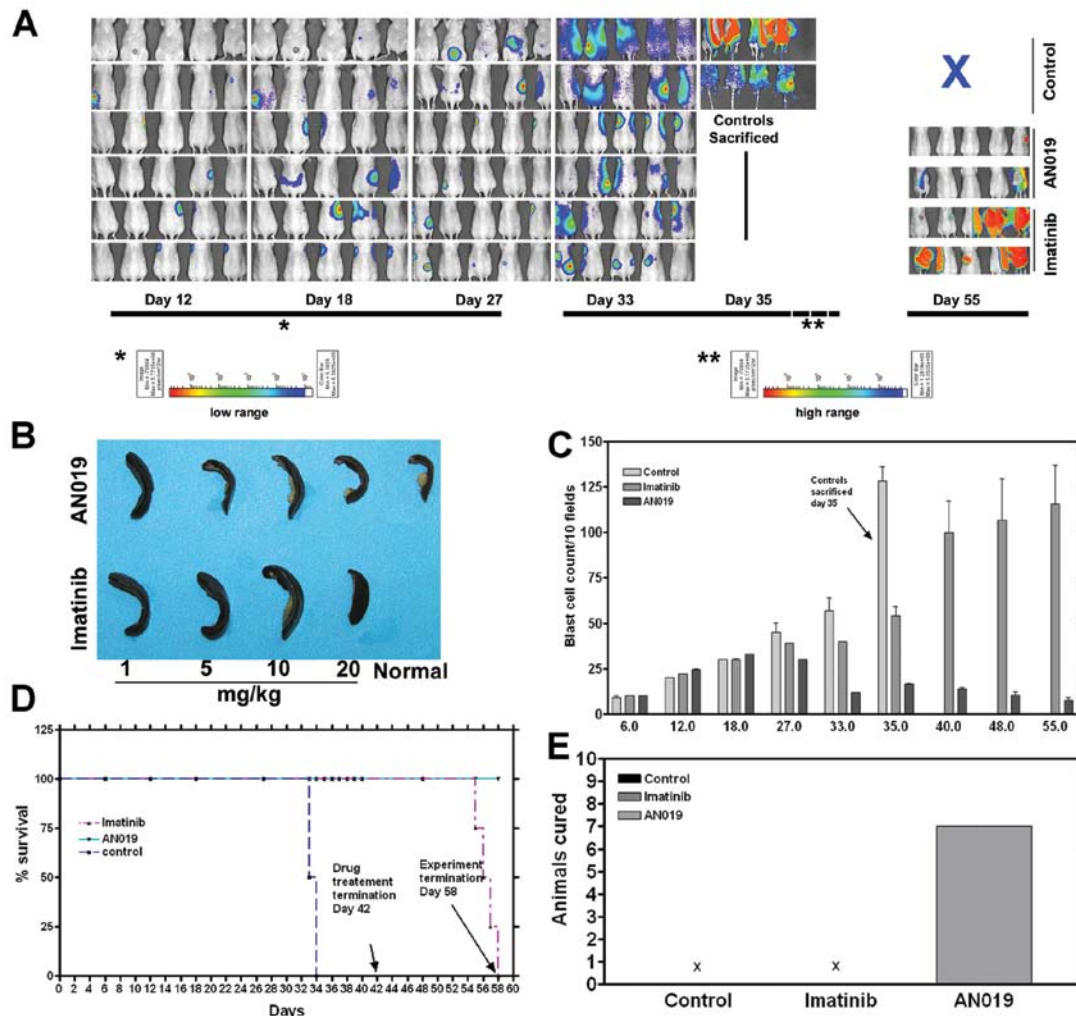 A
Control
AN019
Imatinib
X
Controls
Sacrificed
Day 12
Day 18
Day 27
Day 33
Day 35
Day 55
*
**
*
Image
Color Bar
low range
**
Image
Color Bar
high range
B
AN019
Imatinib
1 5 10 20 Normal
mg/kg
C
Blast cell count/10 fields
150
125
100
75
50
25
0
Control
Imatinib
AN019
Controls
sacrificed
day 35
6.0 12.0 18.0 27.0 33.0 35.0 40.0 48.0 55.0
D
% survival
125
100
75
50
25
0
Imatinib
AN019
control
Drug
treatement
termination
Day 42
Experiment
termination
Day 58
0 2 4 6 8 10 12 14 16 18 20 22 24 26 28 30 32 34 36 38 40 42 44 46 48 50 52 54 56 58 60
Days
E
Animals cured
10
9
8
7
6
5
4
3
2
1
0
Control
Imatinib
AN019
x x
Control Imatinib AN019